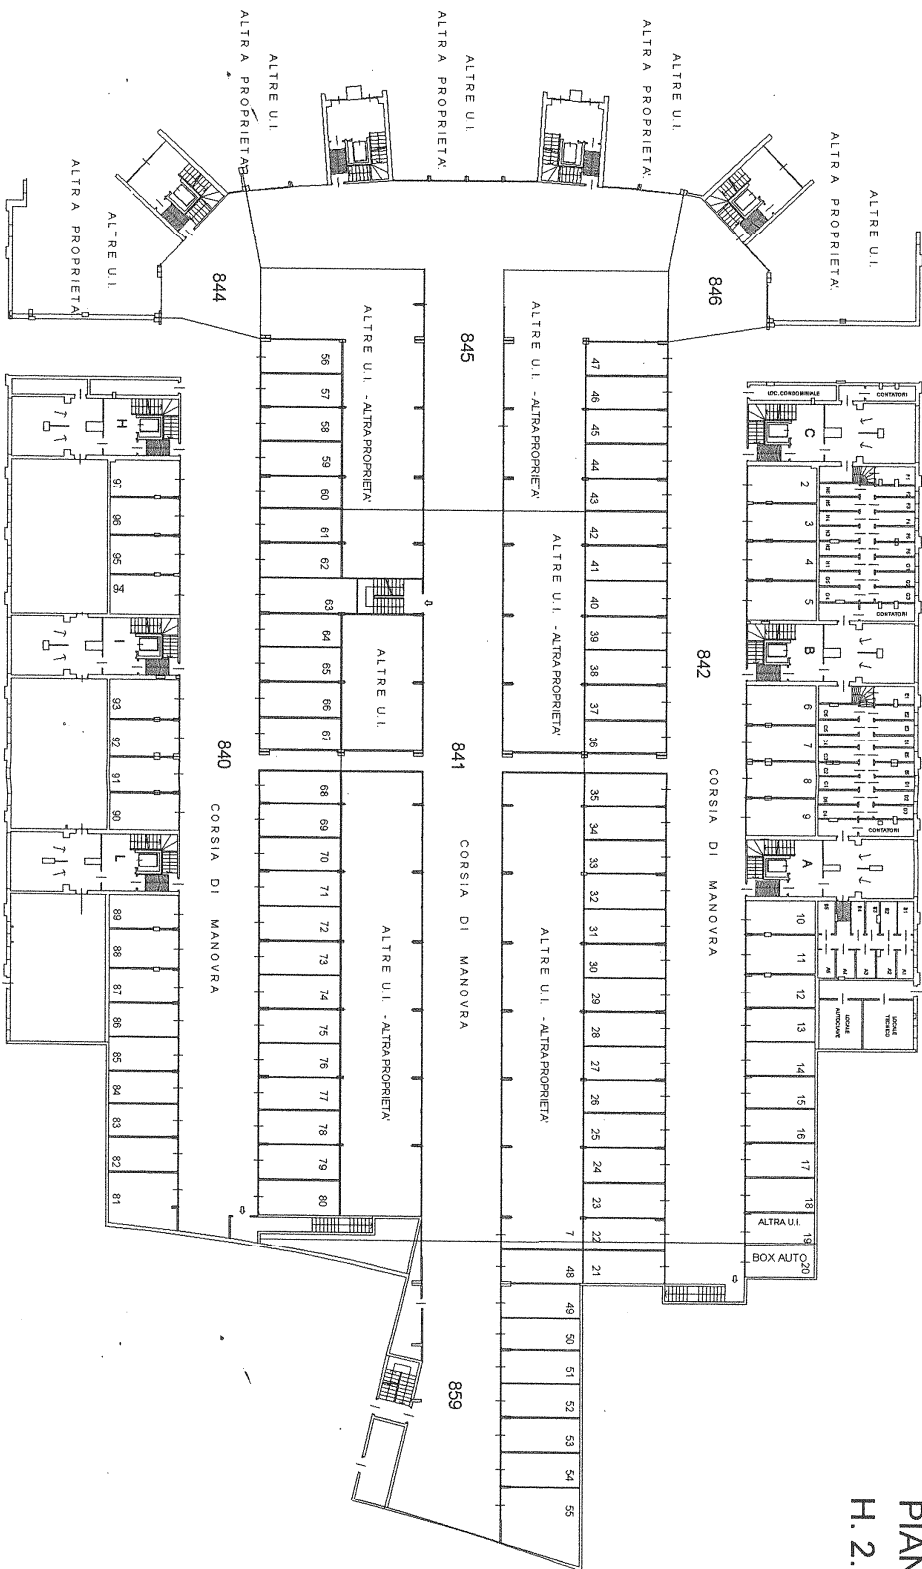 PIAN
H. 2.
ALTRE U.I.
ALTRA PROPRIETA'.
ALTRE U.I.
ALTRA PROPRIETA'.
ALTRE U.I.
ALTRA PROPRIETA'.
ALTRE U.I.
ALTRA PROPRIETA'.
AL-RE U.I.
ALTRA PROPRIETA'
846
845
844
LOC. CONDOMINIALE
CONTATORI
C
2 3 4 5
CONTATORI
B
6 7 8 9
CONTATORI
A
10 11 12 13 14 15 16 17 18
ALTRA U.I.
19
BOX AUTO
20
LOCALE
AUTOCLAVE
LOCALE
TECNICO
842
CORSIA DI MANOVRA
47 46 45 44 43 42 41 40 39 38 37 36
35 34 33 32 31 30 29 28 27 26 25 24 23 22 21
ALTRE U.I. - ALTRA PROPRIETA'
ALTRE U.I. - ALTRA PROPRIETA'
ALTRE U.I. - ALTRA PROPRIETA'
7
48 49 50 51 52 53 54 55
841
CORSIA DI MANOVRA
859
ALTRE U.I. - ALTRA PROPRIETA'
ALTRE U.I.
ALTRE U.I. - ALTRA PROPRIETA'
56 57 58 59 60 61 62 63 64 65 66 67
68 69 70 71 72 73 74 75 76 77 78 79 80
840
CORSIA DI MANOVRA
H
97 96 95 94
I
93 92 91 90
L
89 88 87 86 85 84 83 82 81